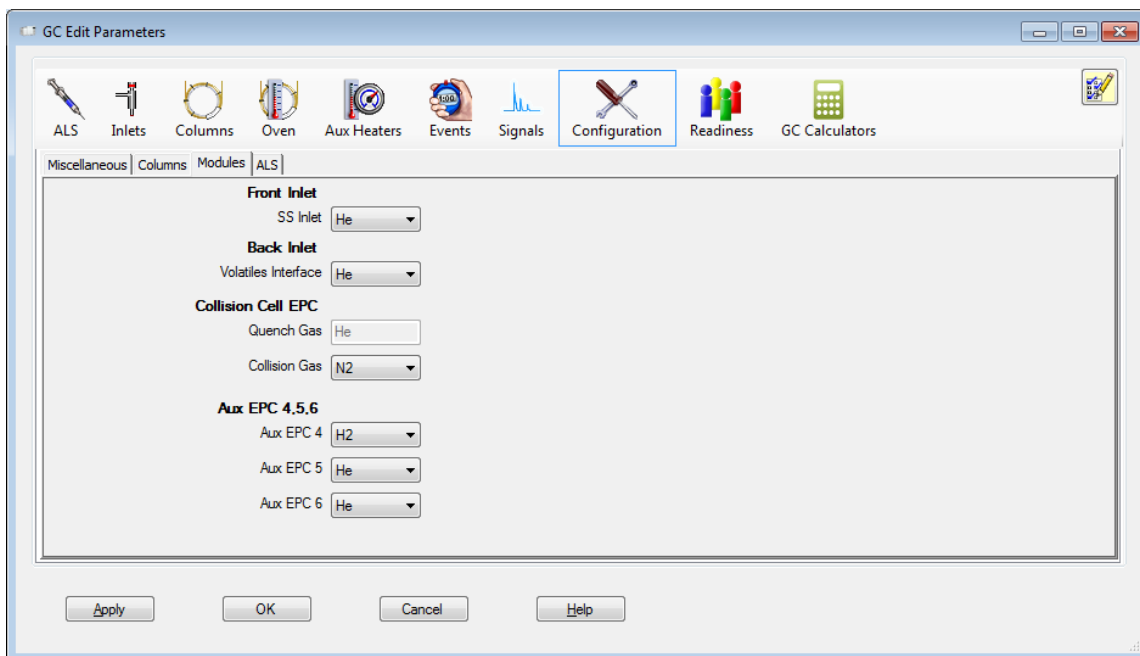 GC Edit Parameters
ALS Inlets Columns Oven Aux Heaters Events Signals Configuration Readiness GC Calculators
Miscellaneous Columns Modules ALS
Front Inlet
SS Inlet He
Back Inlet
Volatiles Interface He
Collision Cell EPC
Quench Gas He
Collision Gas N2
Aux EPC 4,5,6
Aux EPC 4 H2
Aux EPC 5 He
Aux EPC 6 He
Apply OK Cancel Help